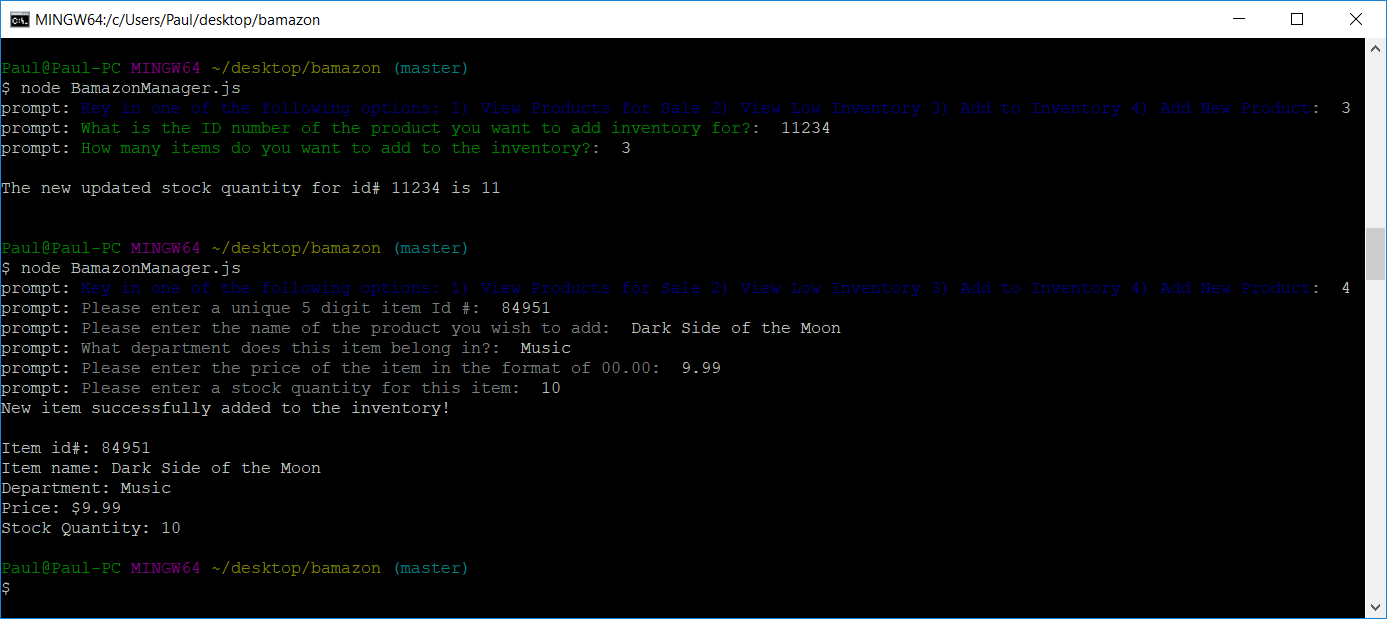 MINGW64:/c/Users/Paul/desktop/bamazon
Paul@Paul-PC MINGW64 ~/desktop/bamazon (master)
$ node BamazonManager.js
prompt: Key in one of the following options: 1) View Products for Sale 2) View Low Inventory 3) Add to Inventory 4) Add New Product:  3
prompt: What is the ID number of the product you want to add inventory for?:  11234
prompt: How many items do you want to add to the inventory?:  3
The new updated stock quantity for id# 11234 is 11
Paul@Paul-PC MINGW64 ~/desktop/bamazon (master)
$ node BamazonManager.js
prompt: Key in one of the following options: 1) View Products for Sale 2) View Low Inventory 3) Add to Inventory 4) Add New Product:  4
prompt: Please enter a unique 5 digit item Id #:  84951
prompt: Please enter the name of the product you wish to add:  Dark Side of the Moon
prompt: What department does this item belong in?:  Music
prompt: Please enter the price of the item in the format of 00.00:  9.99
prompt: Please enter a stock quantity for this item:  10
New item successfully added to the inventory!
Item id#: 84951
Item name: Dark Side of the Moon
Department: Music
Price: $9.99
Stock Quantity: 10
Paul@Paul-PC MINGW64 ~/desktop/bamazon (master)
$